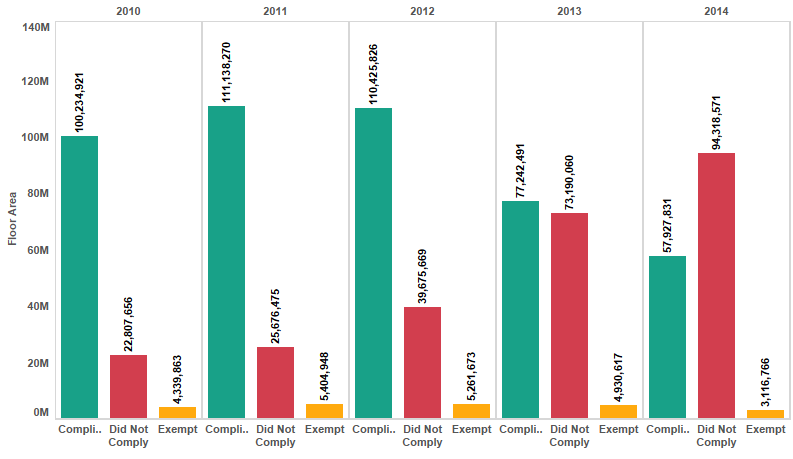 2010 2011 2012 2013 2014
140M
120M
100M
80M
60M
40M
20M
0M
Floor Area
100,234,921
22,807,656
4,339,863
111,138,270
25,676,475
5,404,948
110,425,826
39,675,669
5,261,673
77,242,491
73,190,060
4,930,617
57,927,831
94,318,571
3,116,766
Compli.. Did Not Exempt Compli.. Did Not Exempt Compli.. Did Not Exempt Compli.. Did Not Exempt Compli.. Did Not Exempt
Comply Comply Comply Comply Comply